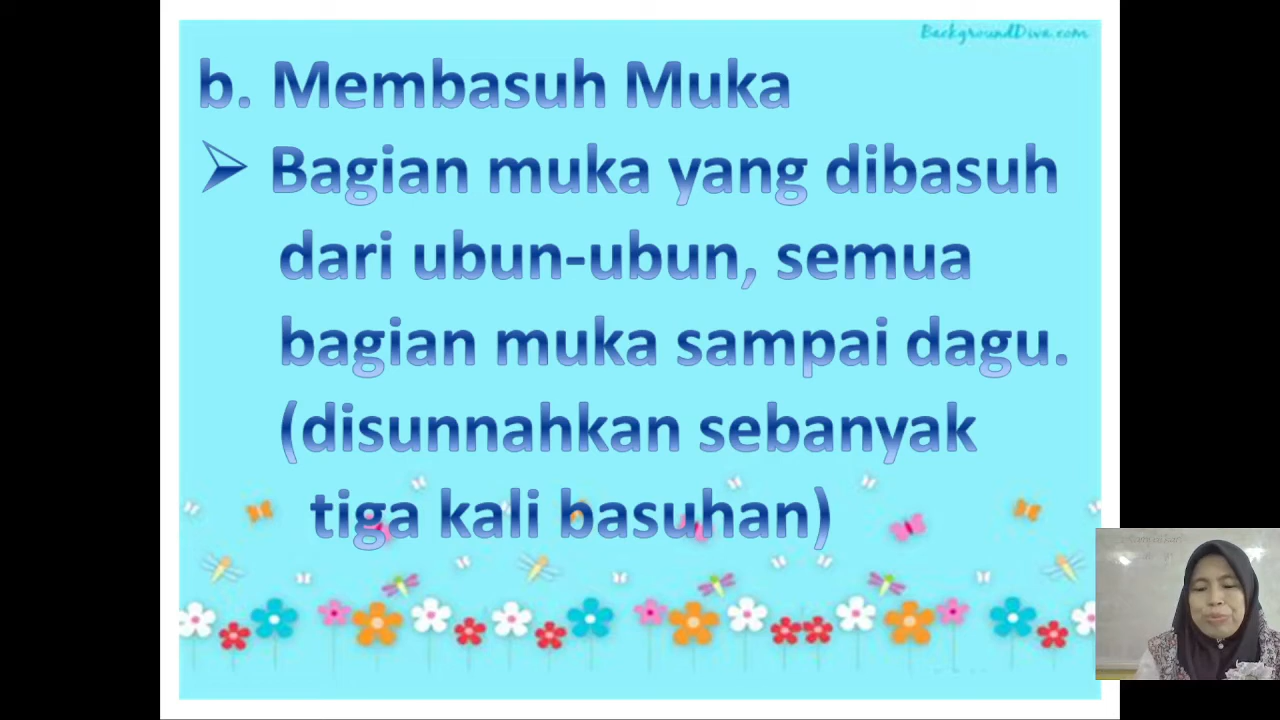 BackgroundDiva.com
b. Membasuh Muka
➢ Bagian muka yang dibasuh
dari ubun-ubun, semua
bagian muka sampai dagu.
(disunnahkan sebanyak
tiga kali basuhan)